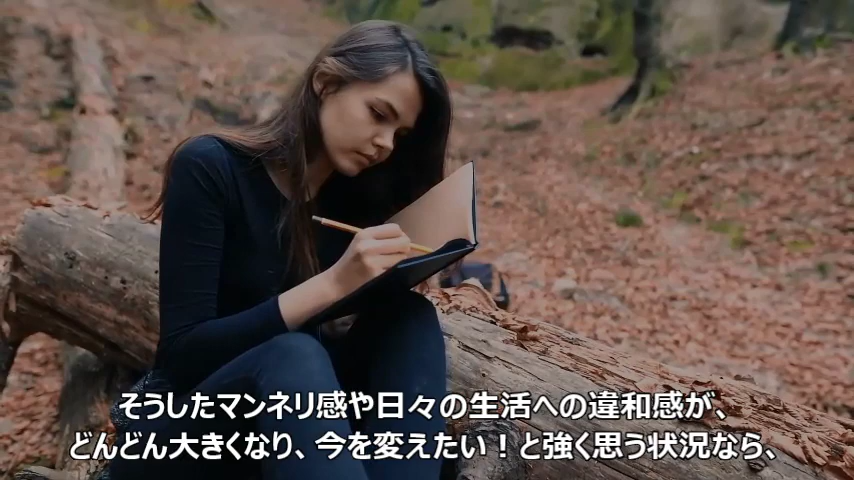 そうしたマンネリ感や日々の生活への違和感が、
どんどん大きくなり、今を変えたい！と強く思う状況なら、